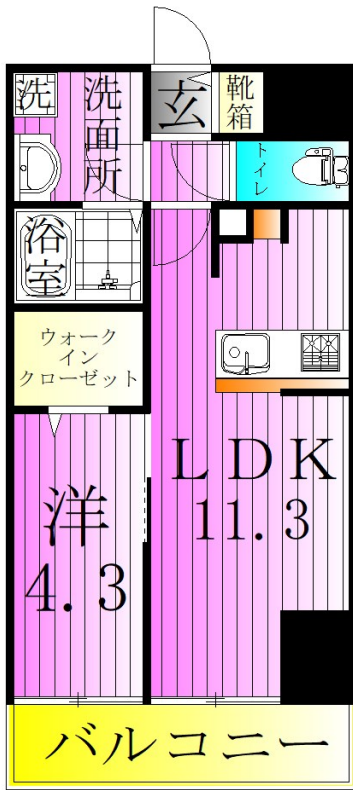 洗
洗面所
玄
靴箱
トイレ
浴室
ウォーク
イン
クローゼット
LDK
11.3
洋
4.3
バルコニー